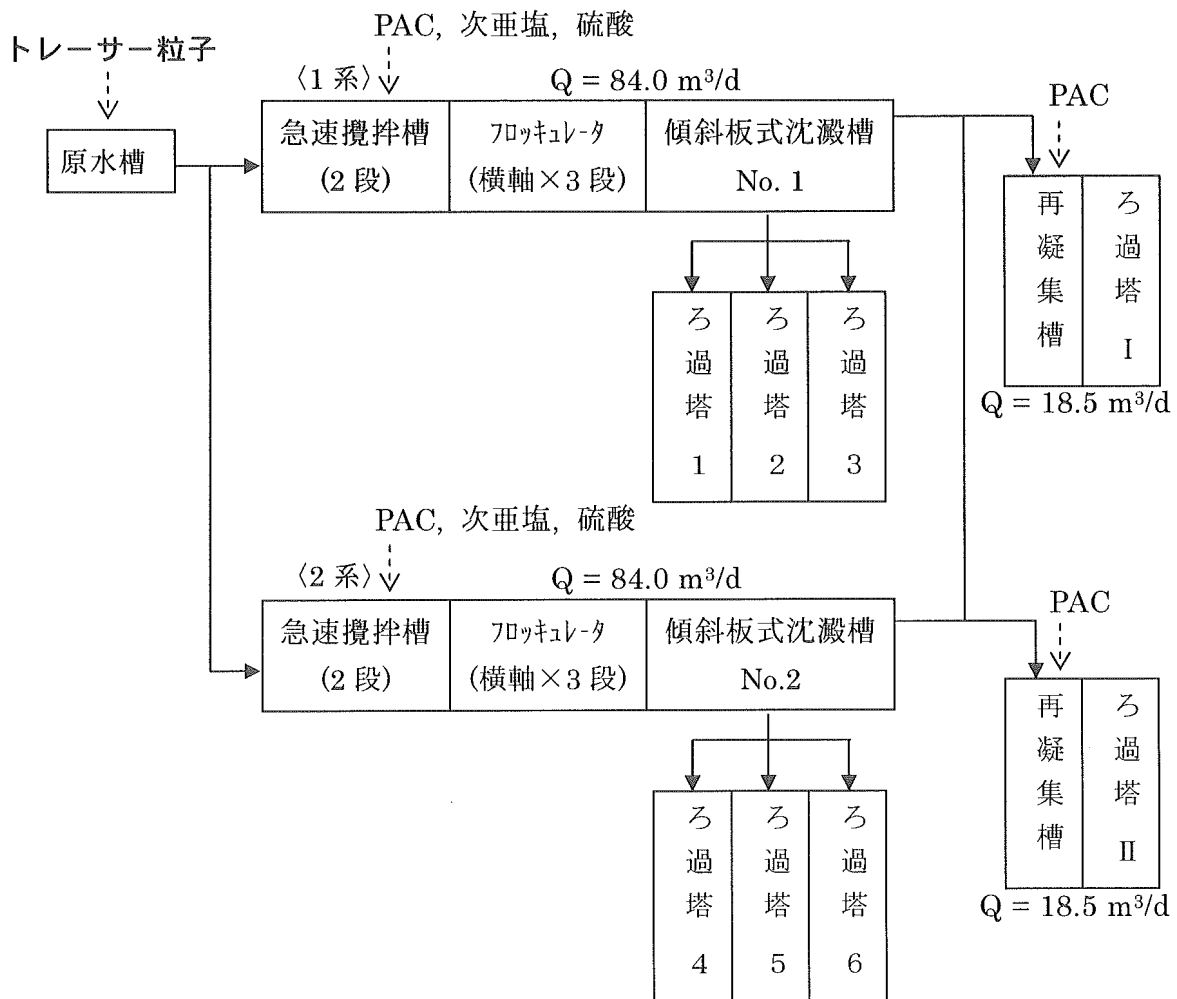 PAC, 次亜塩, 硫酸
トレーサー粒子
〈1系〉
Q = 84.0 m³/d
PAC
原水槽
急速攪拌槽
(2段)
ﾌﾛｯｷｭﾚｰﾀ
(横軸×3段)
傾斜板式沈澱槽
No. 1
再凝集槽
ろ過塔 I
Q = 18.5 m³/d
ろ過塔 1
ろ過塔 2
ろ過塔 3
PAC, 次亜塩, 硫酸
〈2系〉
Q = 84.0 m³/d
PAC
急速攪拌槽
(2段)
ﾌﾛｯｷｭﾚｰﾀ
(横軸×3段)
傾斜板式沈澱槽
No.2
再凝集槽
ろ過塔 II
Q = 18.5 m³/d
ろ過塔 4
ろ過塔 5
ろ過塔 6